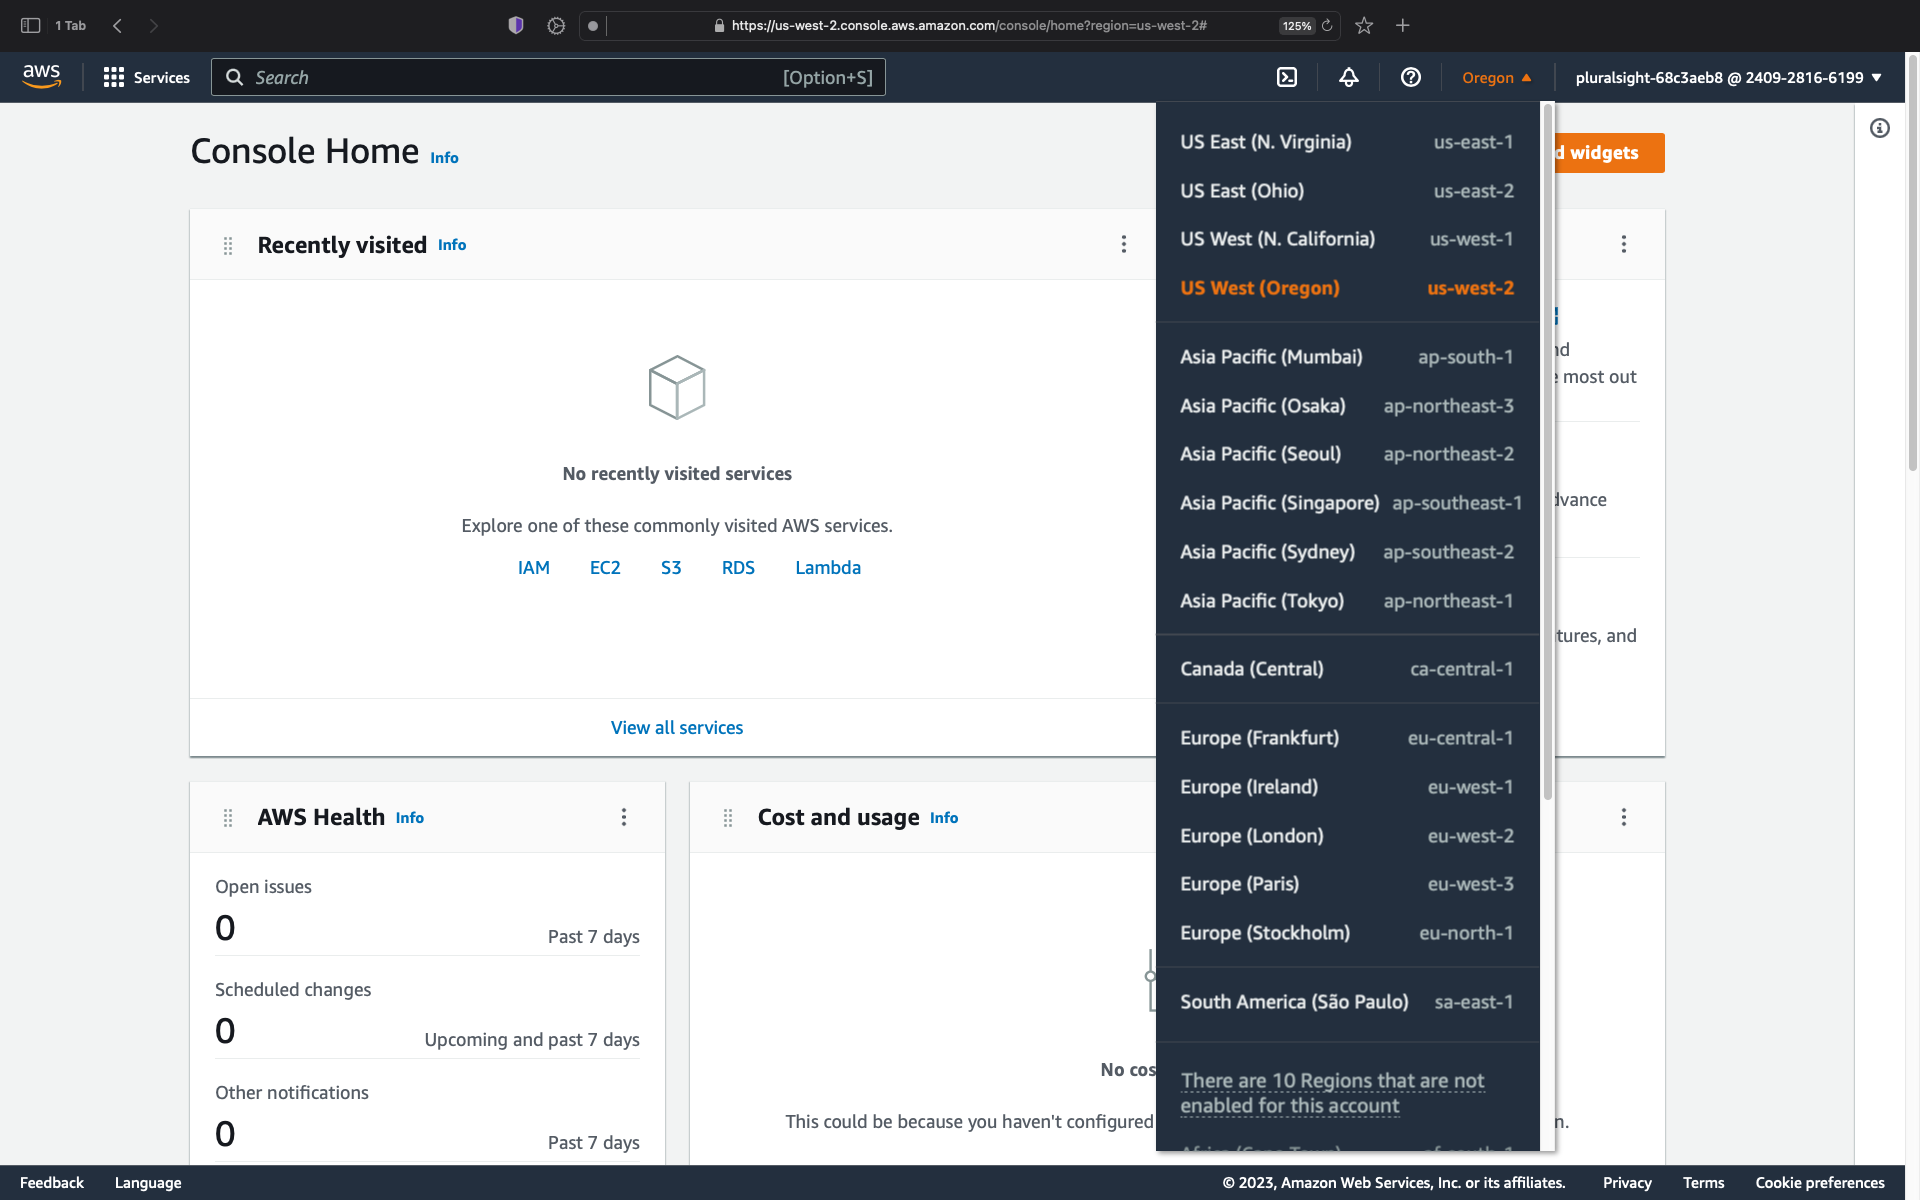 1 Tab
https://us-west-2.console.aws.amazon.com/console/home?region=us-west-2#
125%
aws
Services
Search
[Option+S]
Oregon
pluralsight-68c3aeb8 @ 2409-2816-6199
Console Home
Info
widgets
Recently visited
Info
No recently visited services
Explore one of these commonly visited AWS services.
IAM
EC2
S3
RDS
Lambda
View all services
US East (N. Virginia) us-east-1
US East (Ohio) us-east-2
US West (N. California) us-west-1
US West (Oregon) us-west-2
Asia Pacific (Mumbai) ap-south-1
Asia Pacific (Osaka) ap-northeast-3
Asia Pacific (Seoul) ap-northeast-2
Asia Pacific (Singapore) ap-southeast-1
Asia Pacific (Sydney) ap-southeast-2
Asia Pacific (Tokyo) ap-northeast-1
Canada (Central) ca-central-1
Europe (Frankfurt) eu-central-1
Europe (Ireland) eu-west-1
Europe (London) eu-west-2
Europe (Paris) eu-west-3
Europe (Stockholm) eu-north-1
South America (São Paulo) sa-east-1
There are 10 Regions that are not
enabled for this account
most out
tures, and
AWS Health
Info
Open issues
0
Past 7 days
Scheduled changes
0
Upcoming and past 7 days
Other notifications
0
Past 7 days
Cost and usage
Info
No cos
This could be because you haven't configured
n.
Feedback
Language
© 2023, Amazon Web Services, Inc. or its affiliates.
Privacy
Terms
Cookie preferences